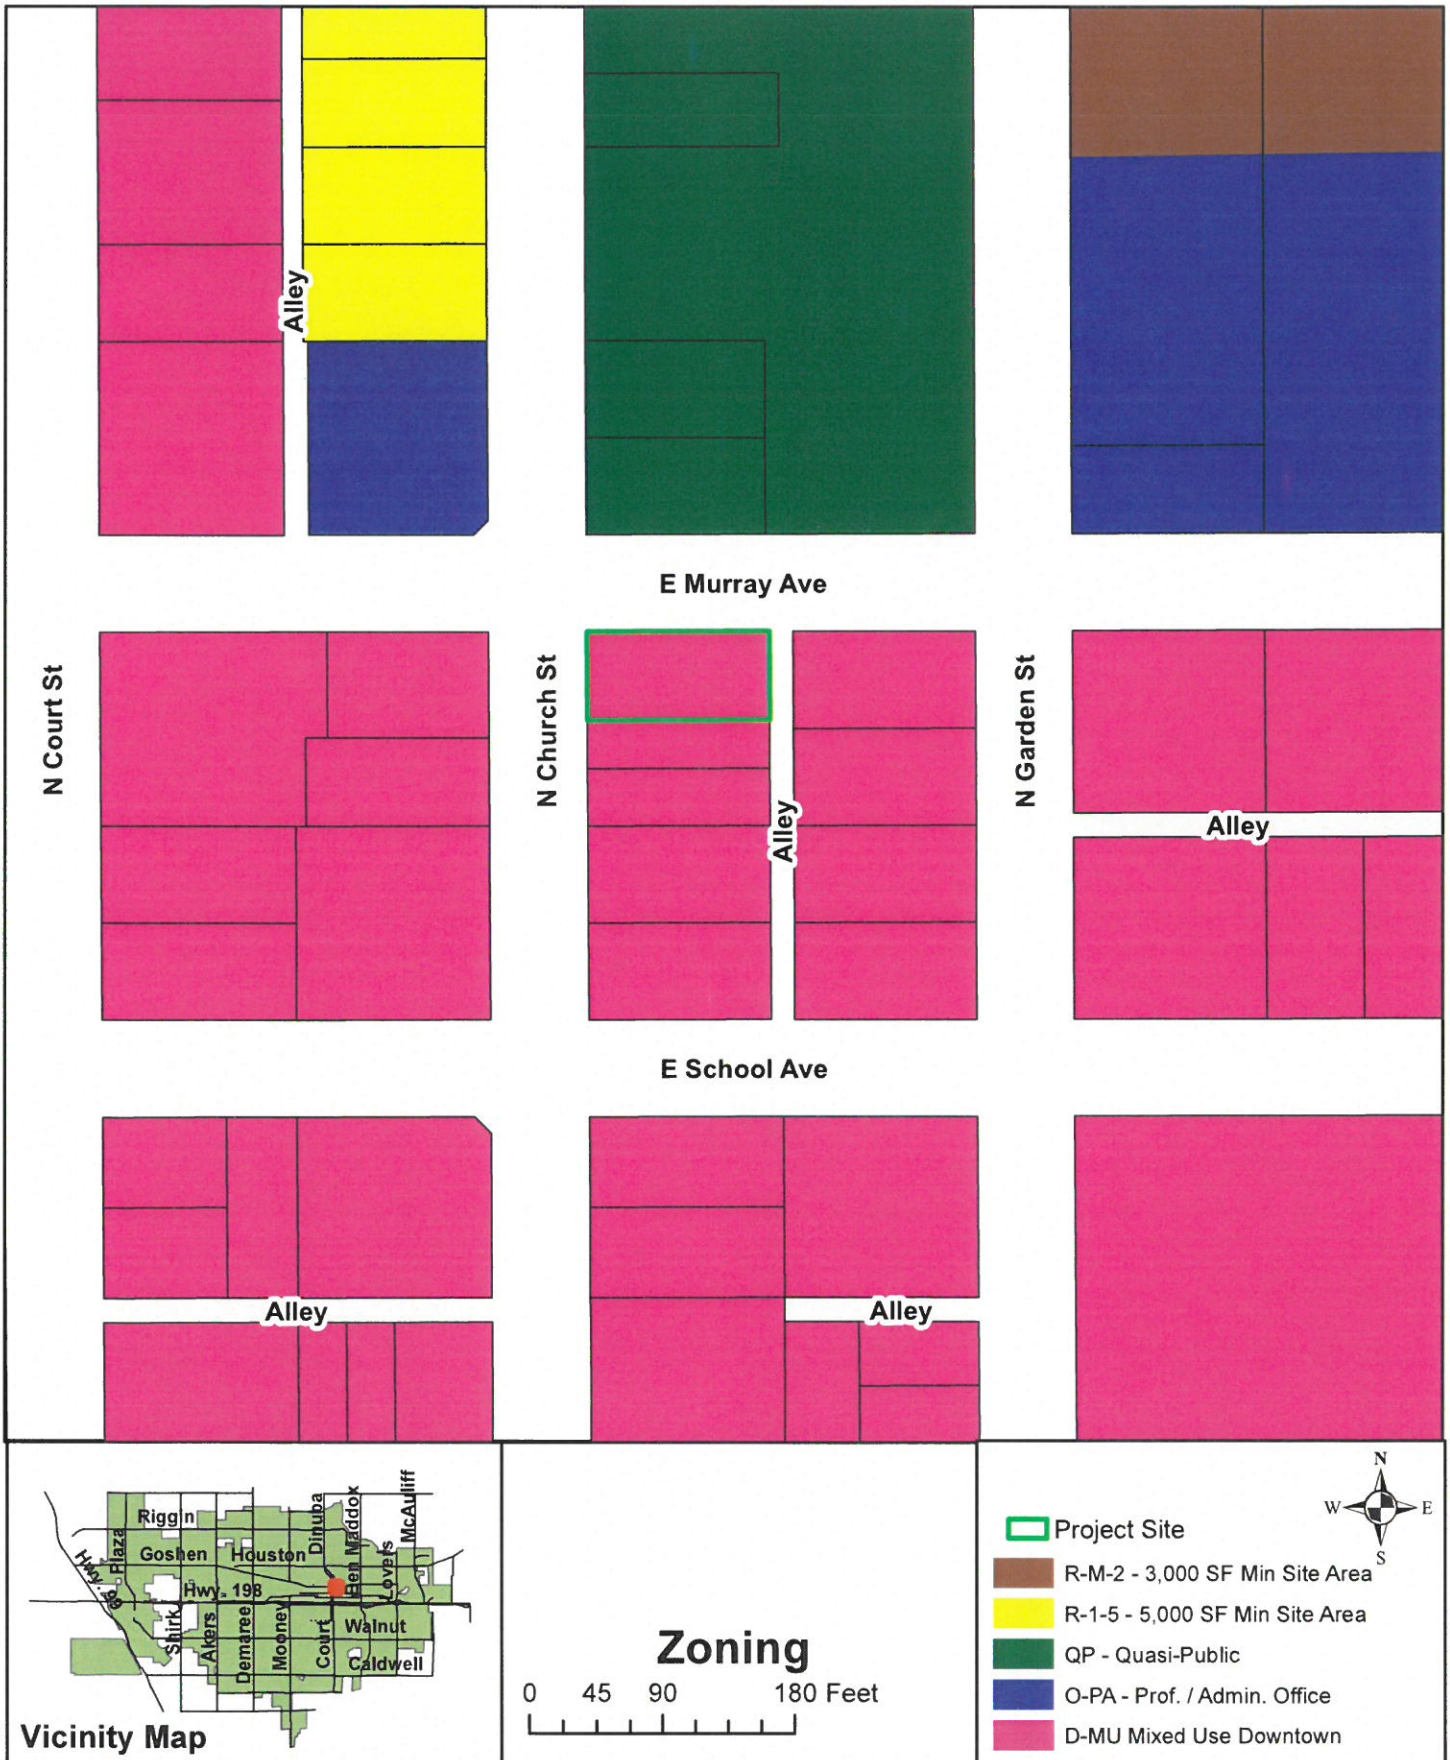 Alley
E Murray Ave
N Court St
N Church St
N Garden St
Alley
Alley
E School Ave
Alley
Alley
Riggin
Plaza
Goshen
Houston
Dinuba
Ben Maddox
McAuliff
Lovers
Hwy. 99
Hwy. 198
Shirk
Akers
Demaree
Mooney
Court
Walnut
Caldwell
Vicinity Map
Zoning
0 45 90 180 Feet
N
W E
S
Project Site
R-M-2 - 3,000 SF Min Site Area
R-1-5 - 5,000 SF Min Site Area
QP - Quasi-Public
O-PA - Prof. / Admin. Office
D-MU Mixed Use Downtown